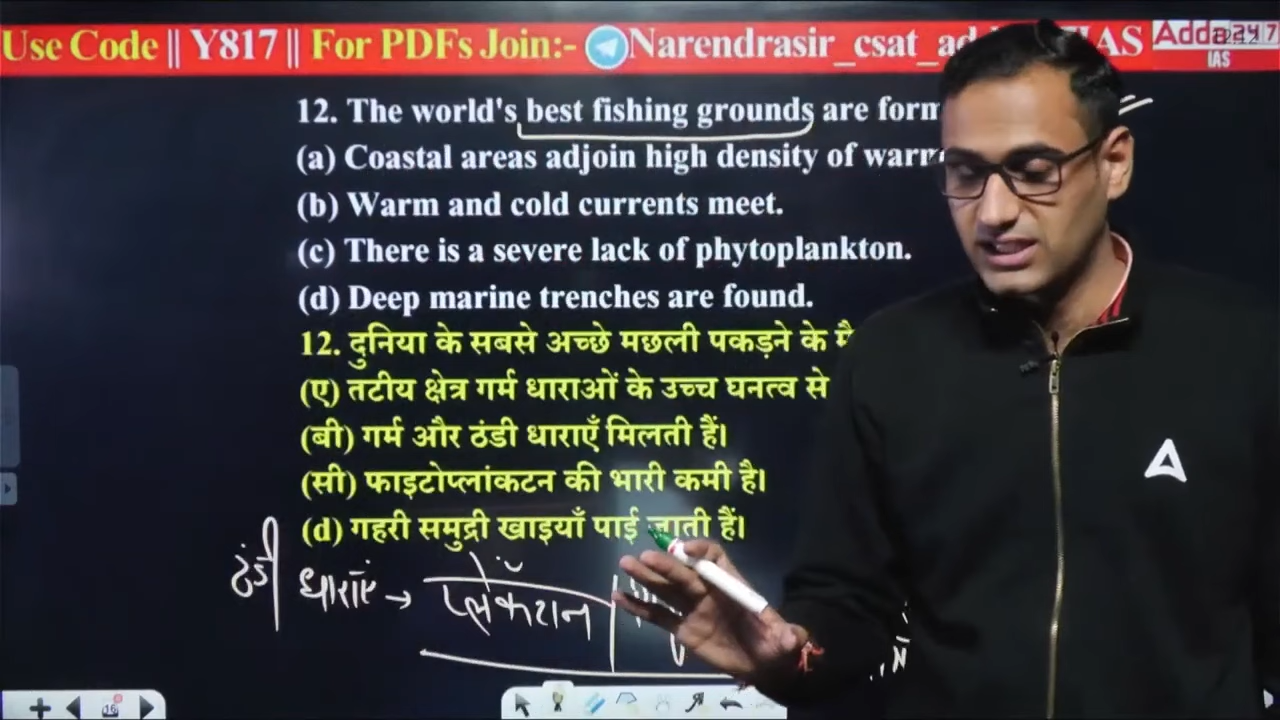 Use Code || Y817 || For PDFs Join:- Narendrasir_csat_ad IAS Adda247
IAS
12. The world's best fishing grounds are form
(a) Coastal areas adjoin high density of warm
(b) Warm and cold currents meet.
(c) There is a severe lack of phytoplankton.
(d) Deep marine trenches are found.
12. दुनिया के सबसे अच्छे मछली पकड़ने के
(ए) तटीय क्षेत्र गर्म धाराओं के उच्च घनत्व से
(बी) गर्म और ठंडी धाराएँ मिलती हैं।
(सी) फाइटोप्लांकटन की भारी कमी है।
(d) गहरी समुद्री खाइयाँ पाई जाती हैं।
ठंडी धाराएं → प्लैंकटान
16